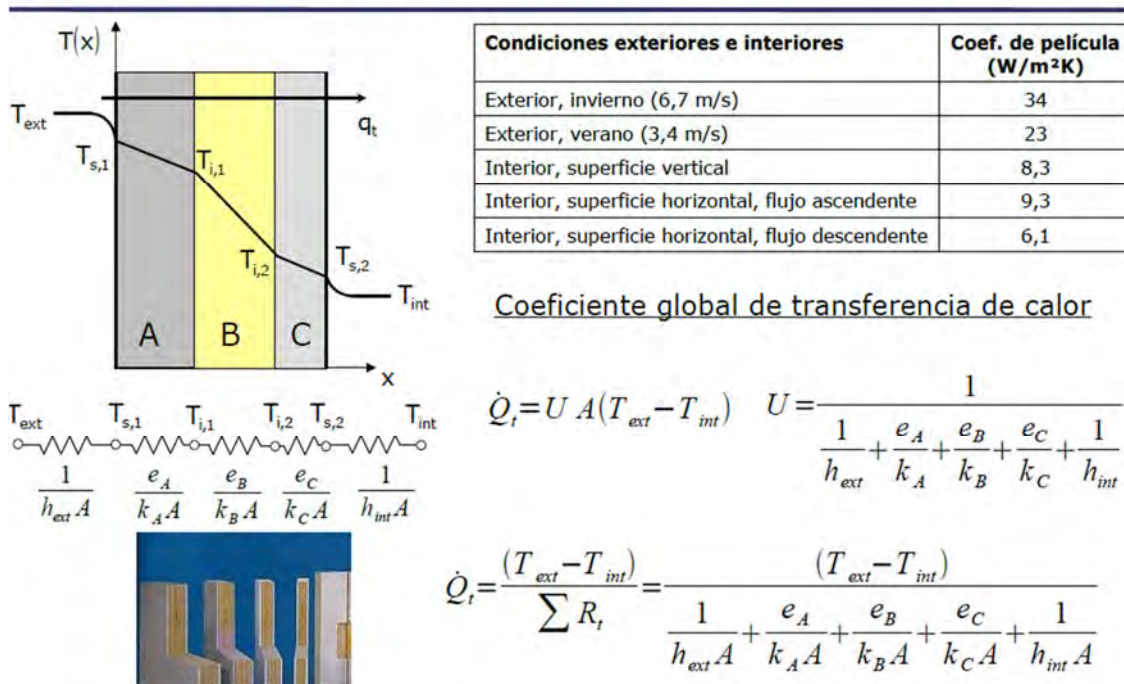 T(x)
T_ext
q_t
T_s,1
T_i,1
T_i,2
T_s,2
T_int
A B C
x
T_ext T_s,1 T_i,1 T_i,2 T_s,2 T_int
1/(h_ext A) e_A/(k_A A) e_B/(k_B A) e_C/(k_C A) 1/(h_int A)
Condiciones exteriores e interiores Coef. de película (W/m²K)
Exterior, invierno (6,7 m/s) 34
Exterior, verano (3,4 m/s) 23
Interior, superficie vertical 8,3
Interior, superficie horizontal, flujo ascendente 9,3
Interior, superficie horizontal, flujo descendente 6,1
Coeficiente global de transferencia de calor
Q̇_t = U A(T_ext − T_int) U = 1/(1/h_ext + e_A/k_A + e_B/k_B + e_C/k_C + 1/h_int)
Q̇_t = (T_ext − T_int)/∑ R_t = (T_ext − T_int)/(1/(h_ext A) + e_A/(k_A A) + e_B/(k_B A) + e_C/(k_C A) + 1/(h_int A))